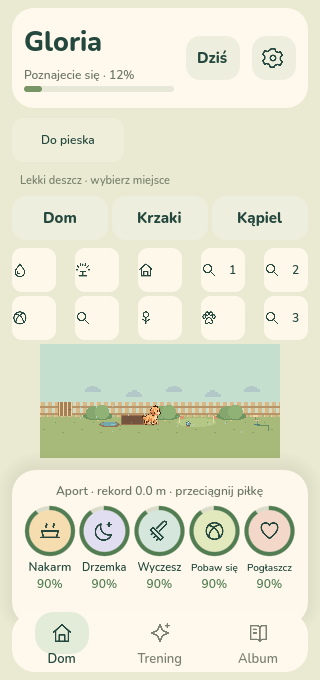 Gloria
Poznajecie się · 12%
Dziś
Do pieska
Lekki deszcz · wybierz miejsce
Dom Krzaki Kąpiel
1 2
3
Aport · rekord 0.0 m · przeciągnij piłkę
Nakarm Drzemka Wyczesz Pobaw się Pogłaszcz
90% 90% 90% 90% 90%
Dom Trening Album